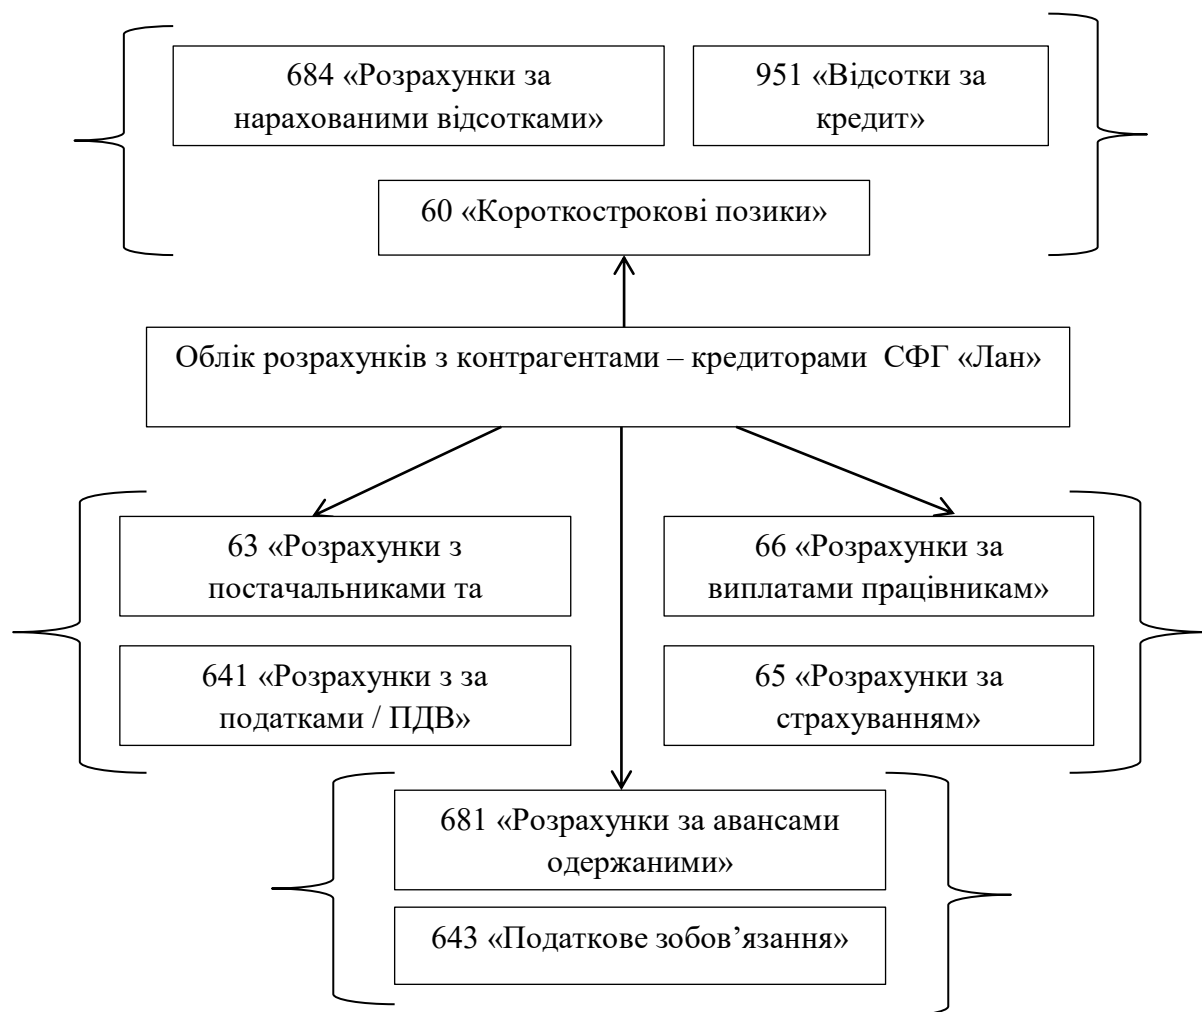 684 «Розрахунки за
нарахованими відсотками»
951 «Відсотки за
кредит»
60 «Короткострокові позики»
Облік розрахунків з контрагентами – кредиторами СФГ «Лан»
63 «Розрахунки з
постачальниками та
66 «Розрахунки за
виплатами працівникам»
641 «Розрахунки з за
податками / ПДВ»
65 «Розрахунки за
страхуванням»
681 «Розрахунки за авансами
одержаними»
643 «Податкове зобов’язання»